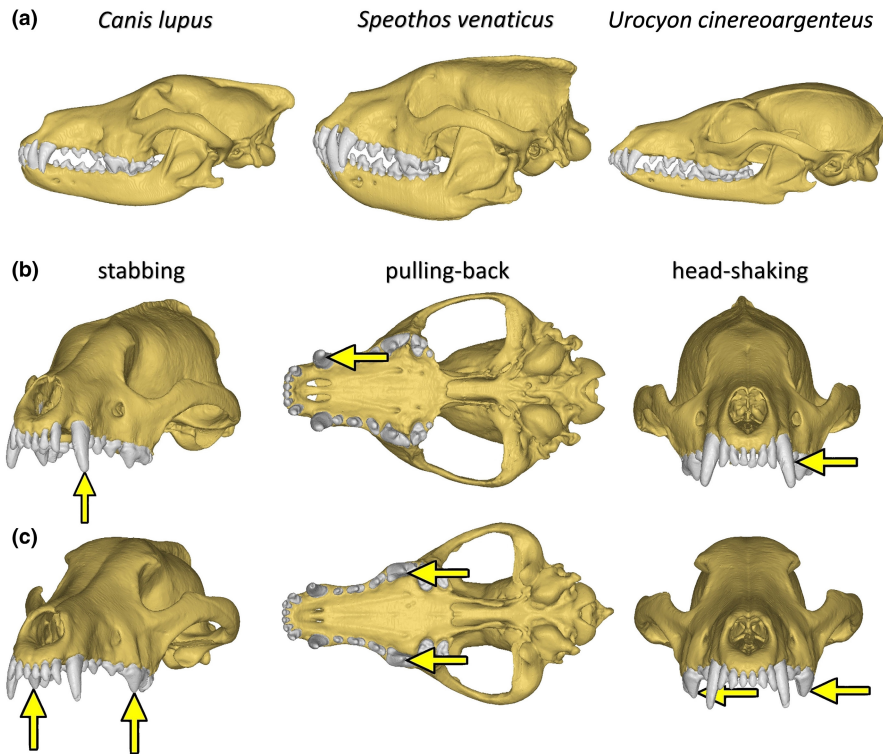 (a) Canis lupus Speothos venaticus Urocyon cinereoargenteus
(b) stabbing pulling-back head-shaking
(c)